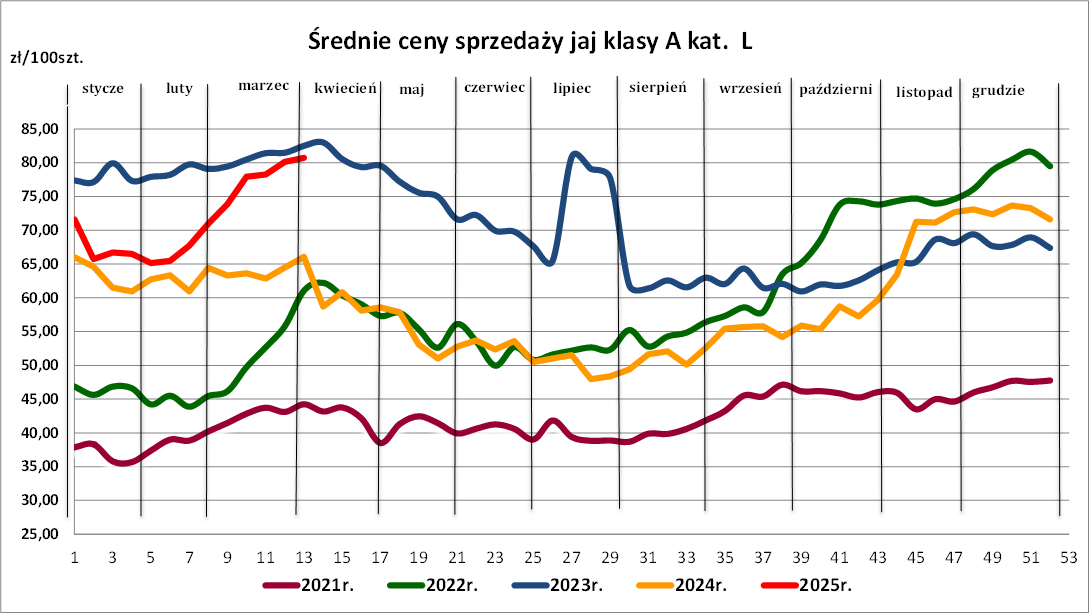 Średnie ceny sprzedaży jaj klasy A kat. L
zł/100szt.
stycze luty marzec kwiecień maj czerwiec lipiec sierpień wrzesień październi listopad grudzie
85,00
80,00
75,00
70,00
65,00
60,00
55,00
50,00
45,00
40,00
35,00
30,00
25,00
1 3 5 7 9 11 13 15 17 19 21 23 25 27 29 31 33 35 37 39 41 43 45 47 49 51 53
2021r. 2022r. 2023r. 2024r. 2025r.